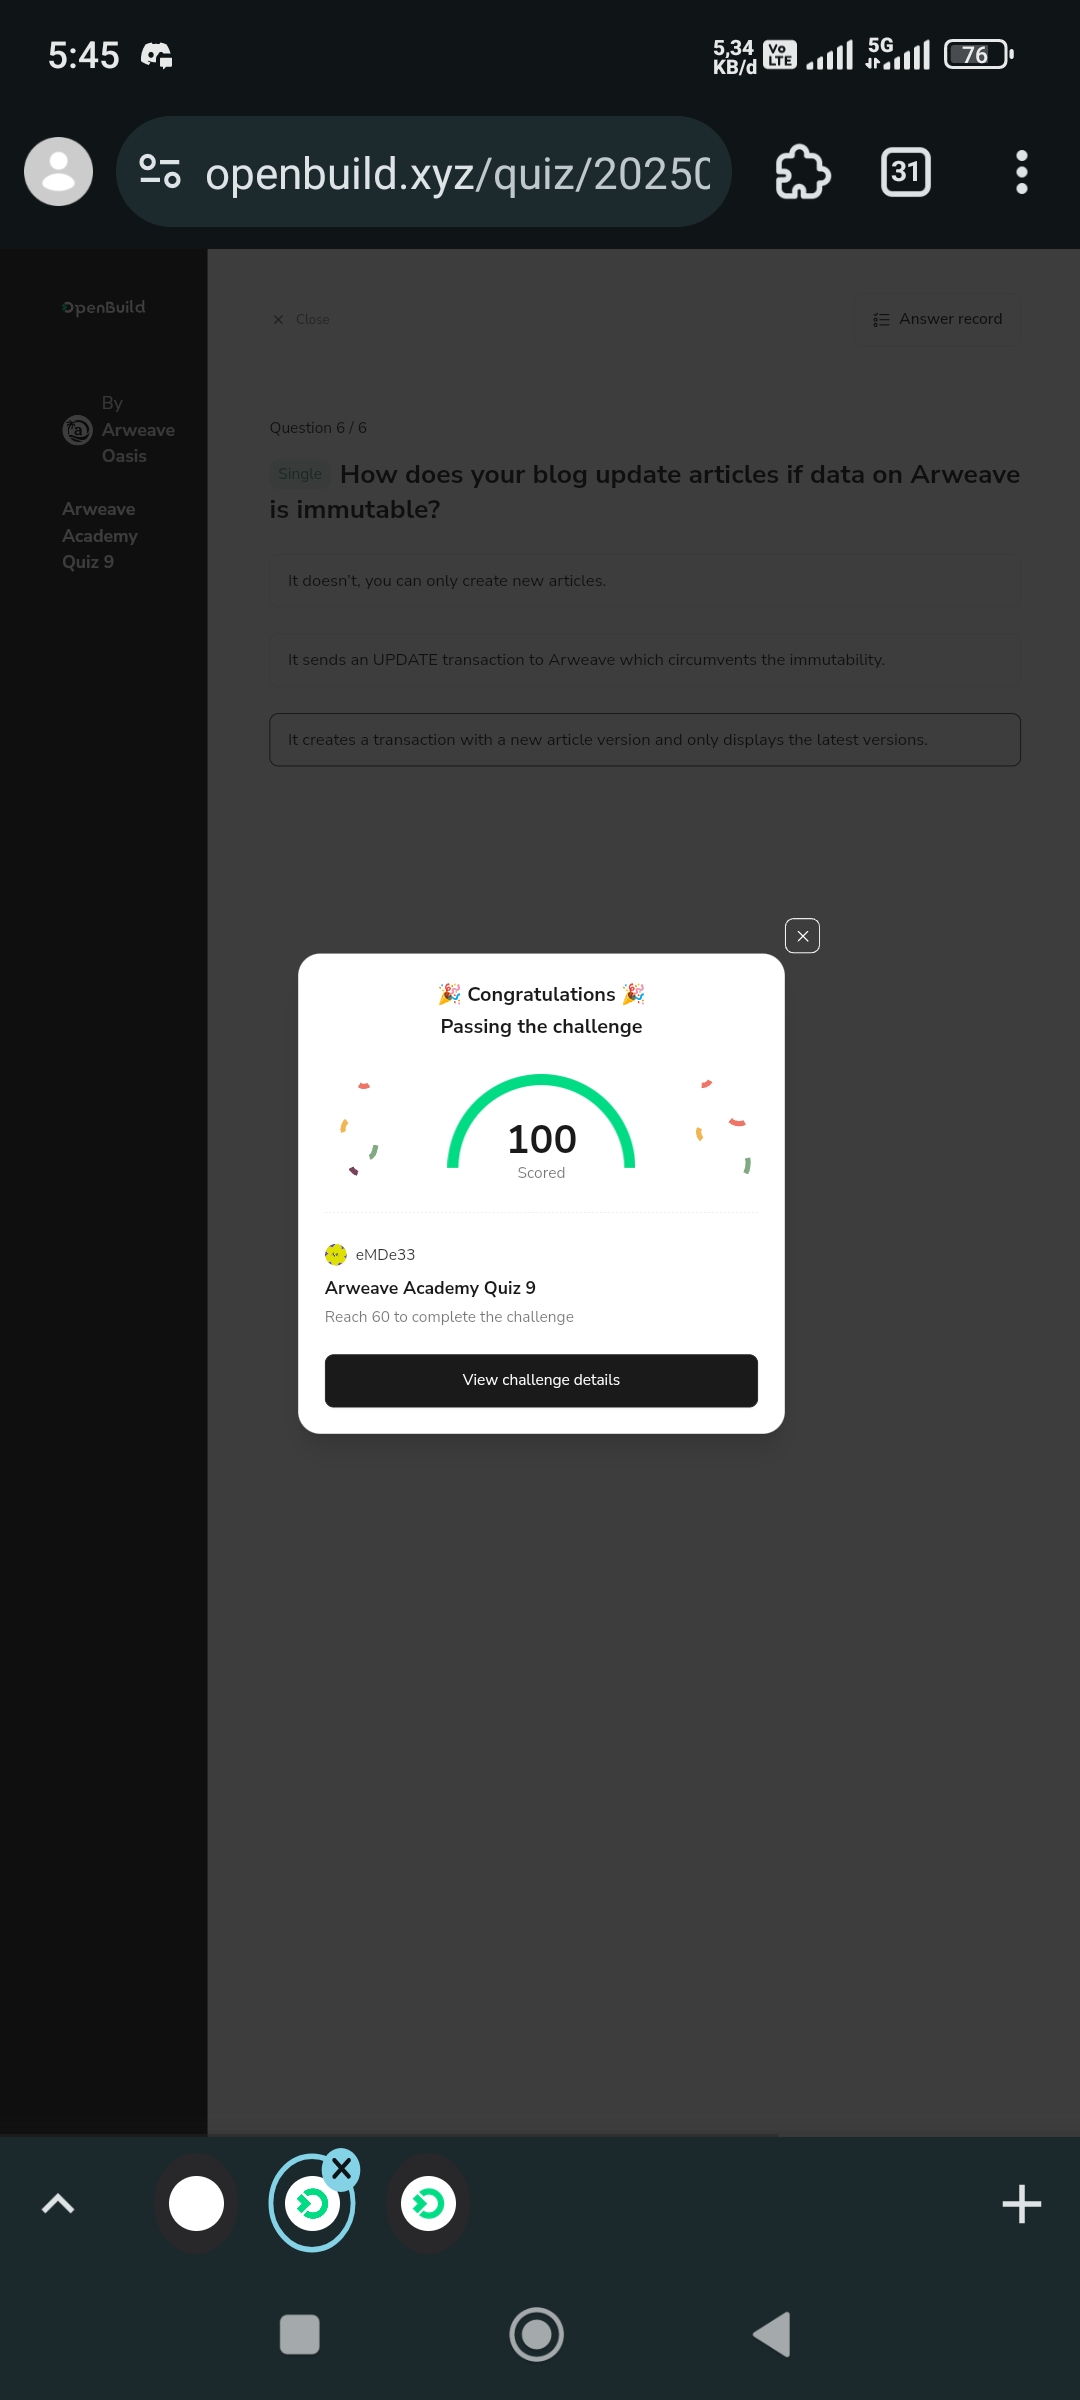 5:45
5,34
KB/d
Vo
LTE
5G
76
openbuild.xyz/quiz/2025
31
OpenBuild
Close
Answer record
By
Arweave
Oasis
Arweave
Academy
Quiz 9
Question 6 / 6
Single How does your blog update articles if data on Arweave
is immutable?
It doesn't, you can only create new articles.
It sends an UPDATE transaction to Arweave which circumvents the immutability.
It creates a transaction with a new article version and only displays the latest versions.
🎉 Congratulations 🎉
Passing the challenge
100
Scored
eMDe33
Arweave Academy Quiz 9
Reach 60 to complete the challenge
View challenge details